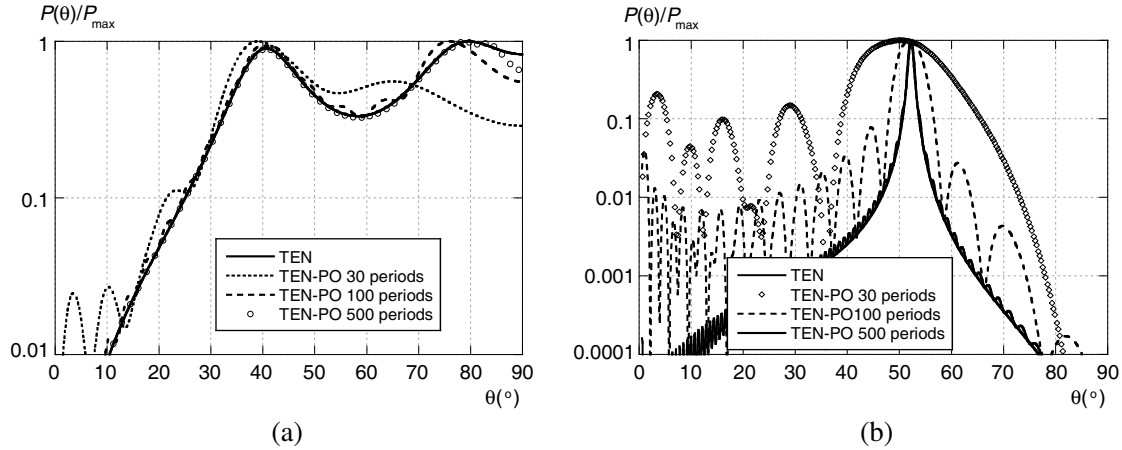 P(θ)/Pmax
1
0.1
0.01
0 10 20 30 40 50 60 70 80 90
θ(°)
TEN
TEN-PO 30 periods
TEN-PO 100 periods
TEN-PO 500 periods
(a)
P(θ)/Pmax
1
0.1
0.01
0.001
0.0001
0 10 20 30 40 50 60 70 80 90
θ(°)
TEN
TEN-PO 30 periods
TEN-PO100 periods
TEN-PO 500 periods
(b)